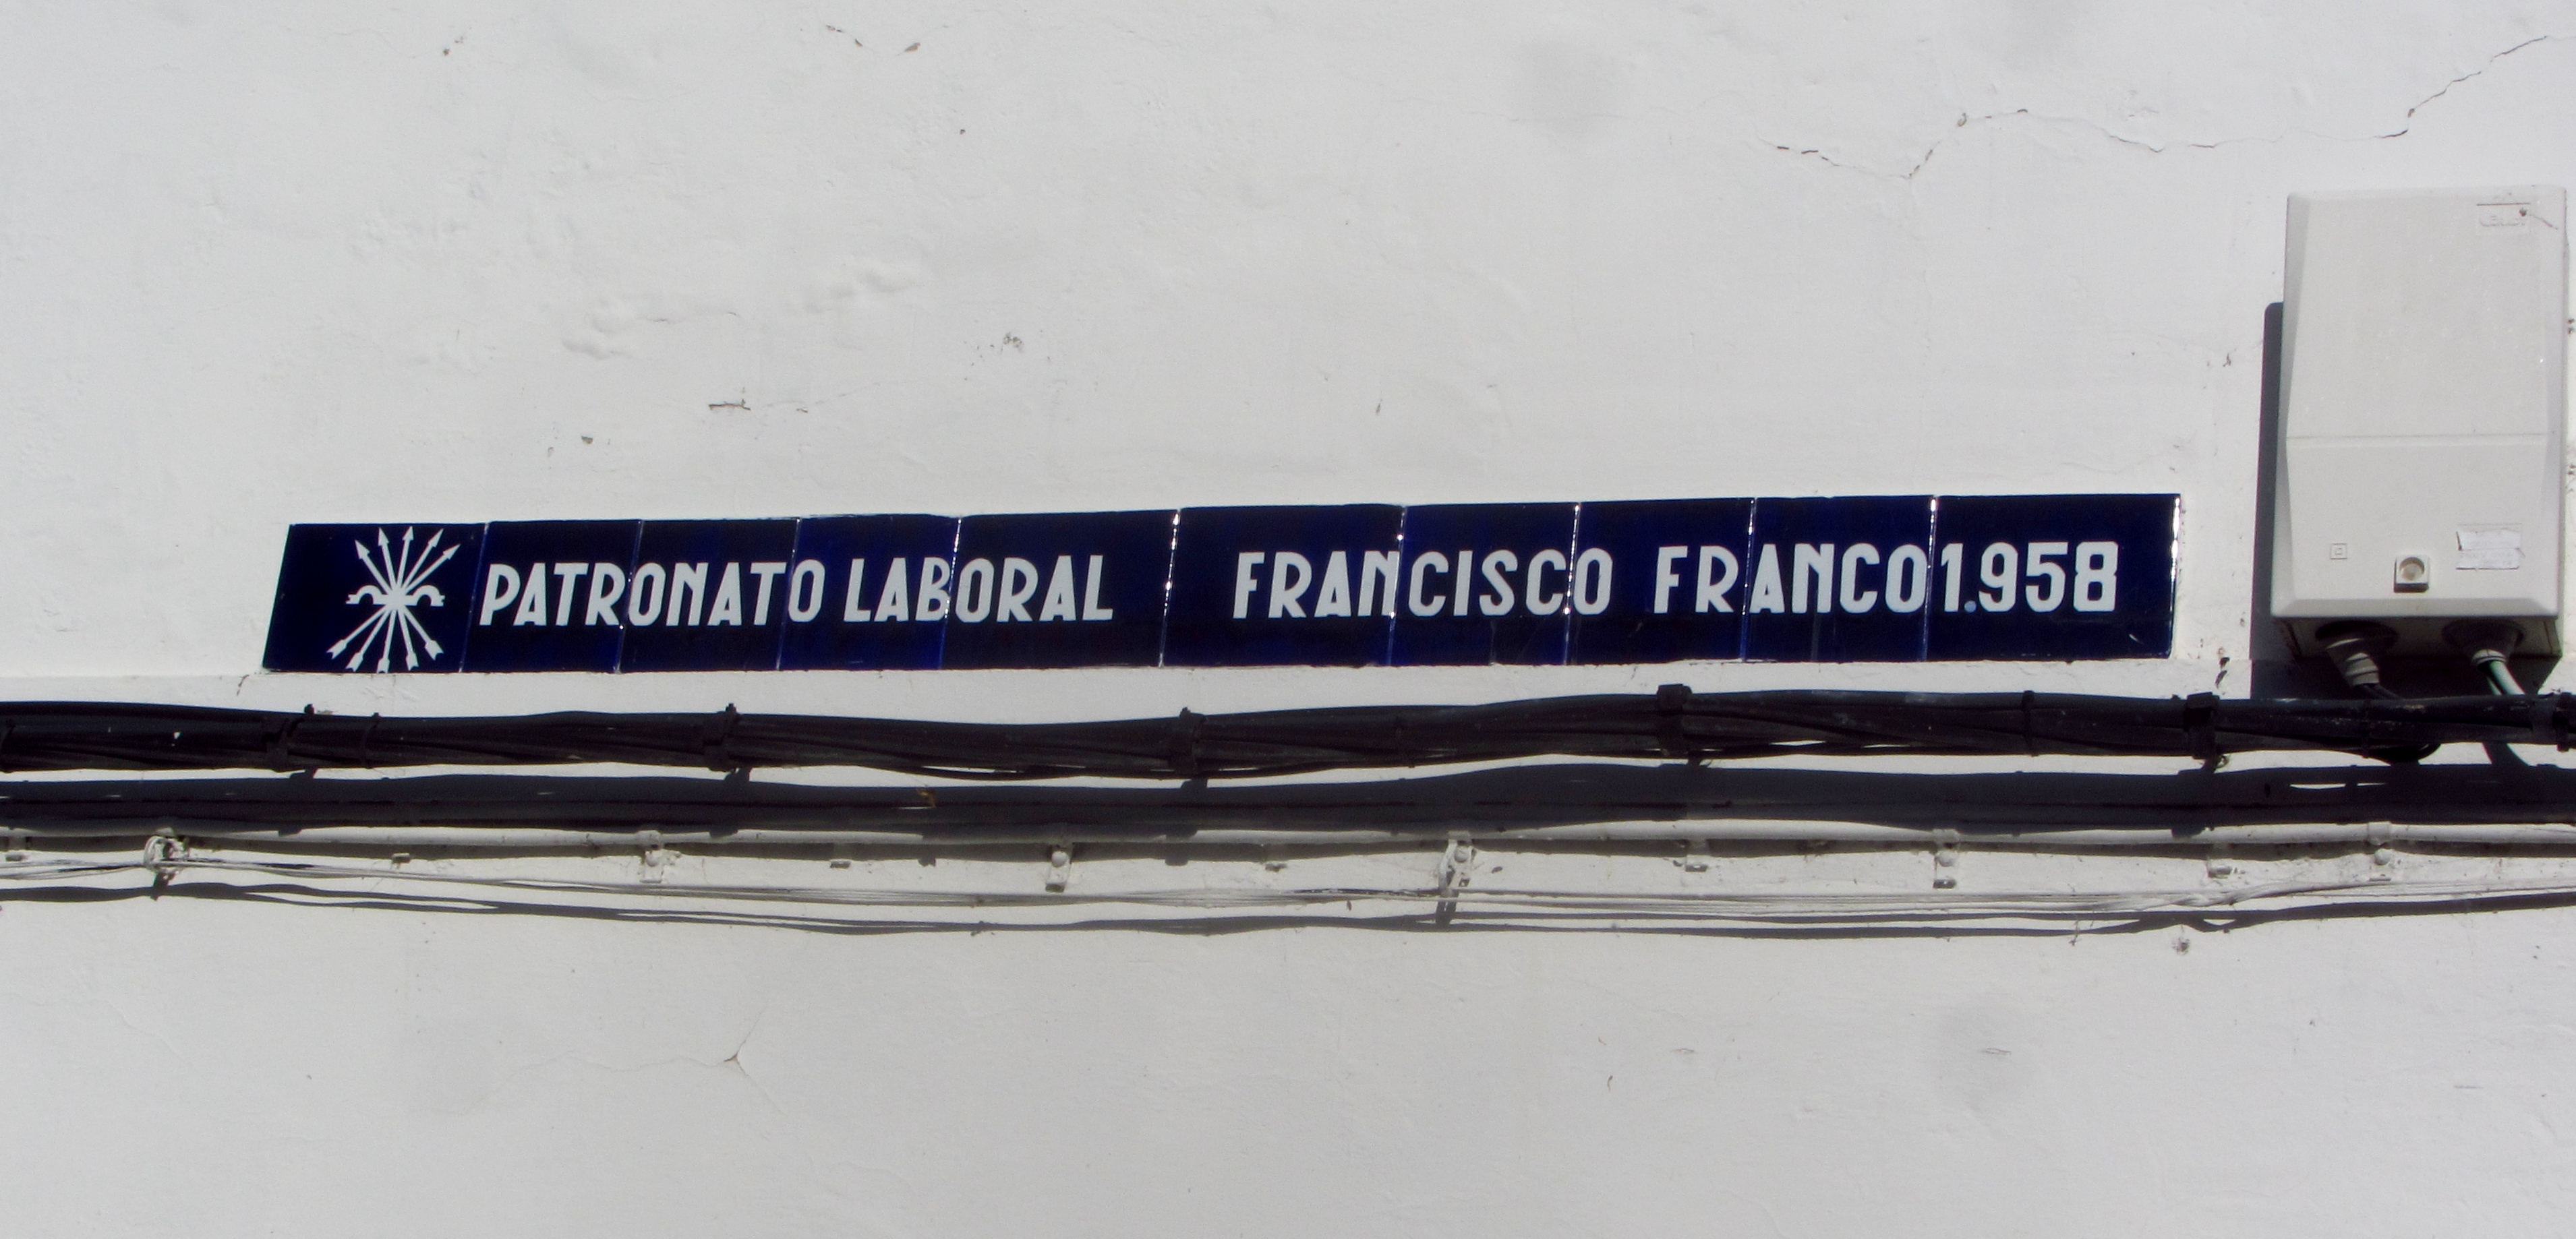 PATRONATO LABORAL FRANCISCO FRANCO 1.958